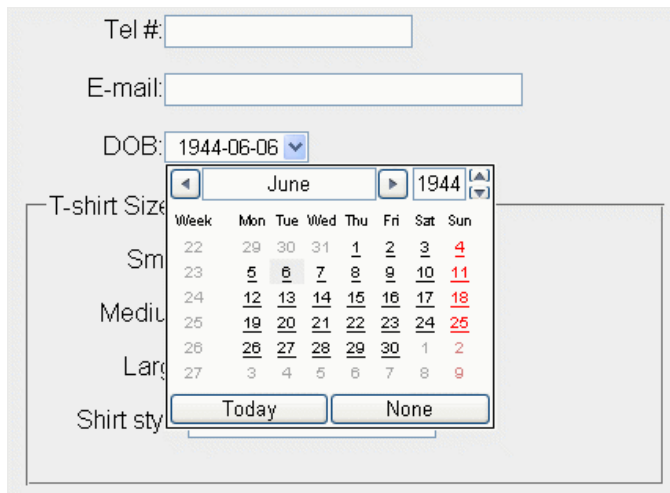 Tel #:
E-mail:
DOB: 1944-06-06
June 1944
T-shirt Size
Week Mon Tue Wed Thu Fri Sat Sun
22 29 30 31 1 2 3 4
Sm
23 5 6 7 8 9 10 11
24 12 13 14 15 16 17 18
Mediu
25 19 20 21 22 23 24 25
26 26 27 28 29 30 1 2
Larg
27 3 4 5 6 7 8 9
Today None
Shirt sty